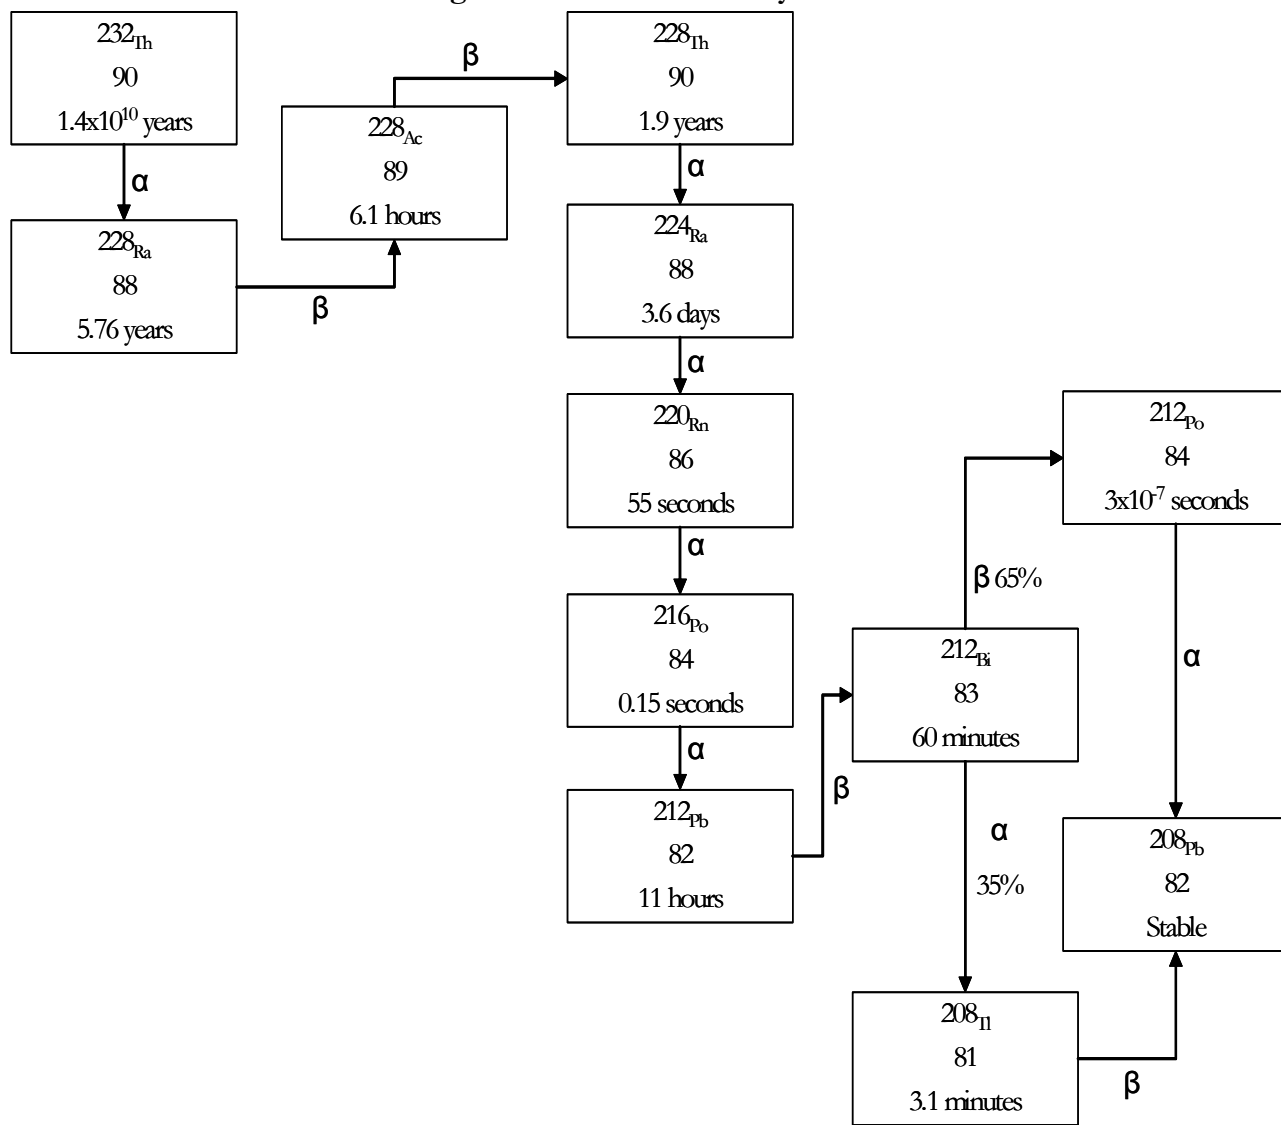 232Th
90
1.4x10¹⁰ years
α
228Ra
88
5.76 years
β
228Ac
89
6.1 hours
β
228Th
90
1.9 years
α
224Ra
88
3.6 days
α
220Rn
86
55 seconds
α
216Po
84
0.15 seconds
α
212Pb
82
11 hours
β
212Bi
83
60 minutes
β 65%
212Po
84
3x10⁻⁷ seconds
α
α
35%
208Tl
81
3.1 minutes
β
208Pb
82
Stable